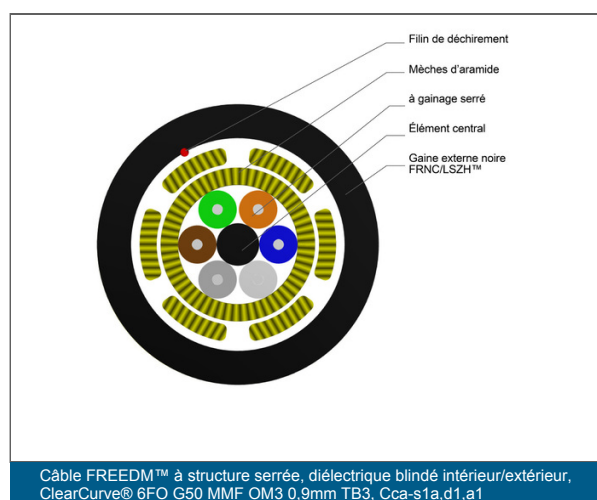 Filin de déchirement
Mèches d'aramide
à gainage serré
Élément central
Gaine externe noire
FRNC/LSZH™
Câble FREEDM™ à structure serrée, diélectrique blindé intérieur/extérieur,
ClearCurve® 6FO G50 MMF OM3 0,9mm TB3, Cca-s1a,d1,a1